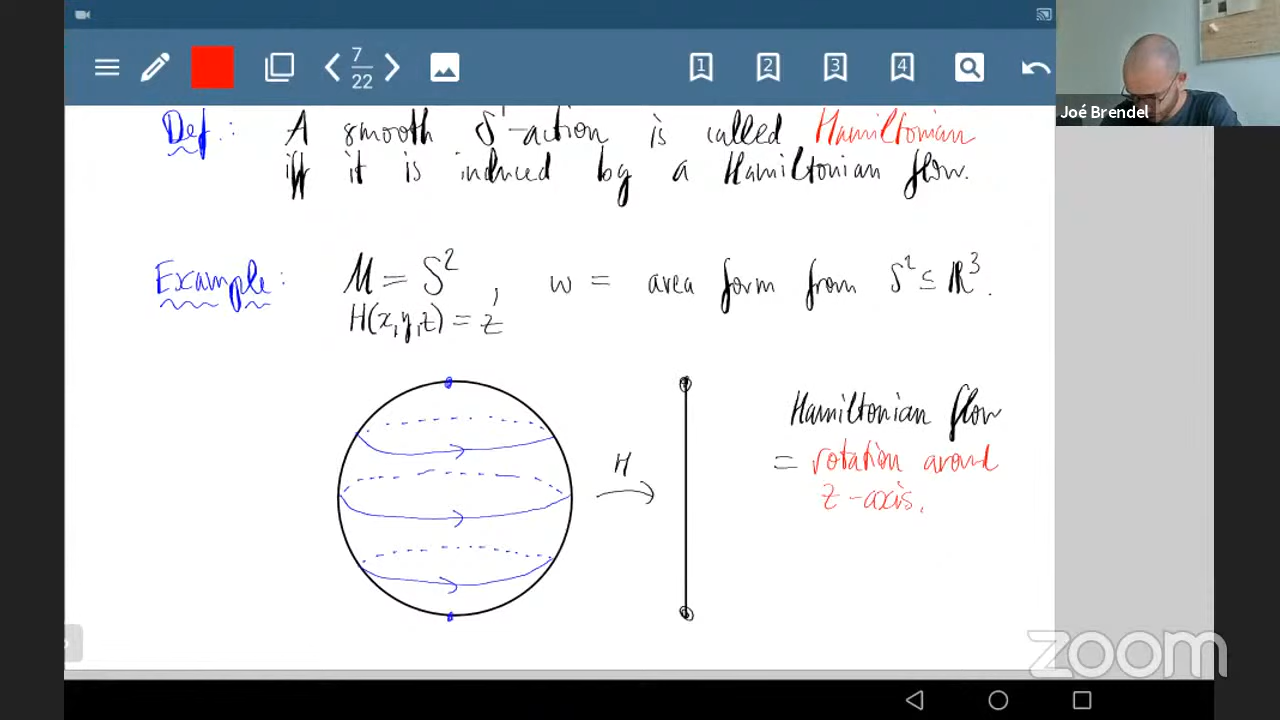 7
22
1
2
3
4
Joé Brendel
Def.: A smooth S¹-action is called Hamiltonian
iff it is induced by a Hamiltonian flow.
Example: M = S², ω = area form from S² ⊆ ℝ³.
H(x,y,z) = z
H
Hamiltonian flow
= rotation around
z-axis.
zoom